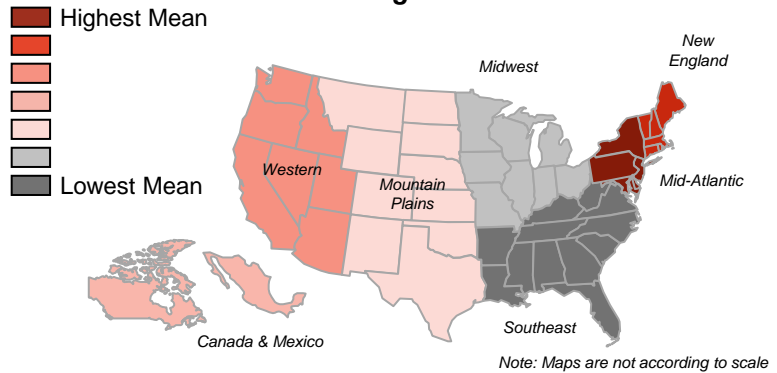 Highest Mean
Lowest Mean
New
England
Midwest
Western
Mountain
Plains
Mid-Atlantic
Southeast
Canada & Mexico
Note: Maps are not according to scale